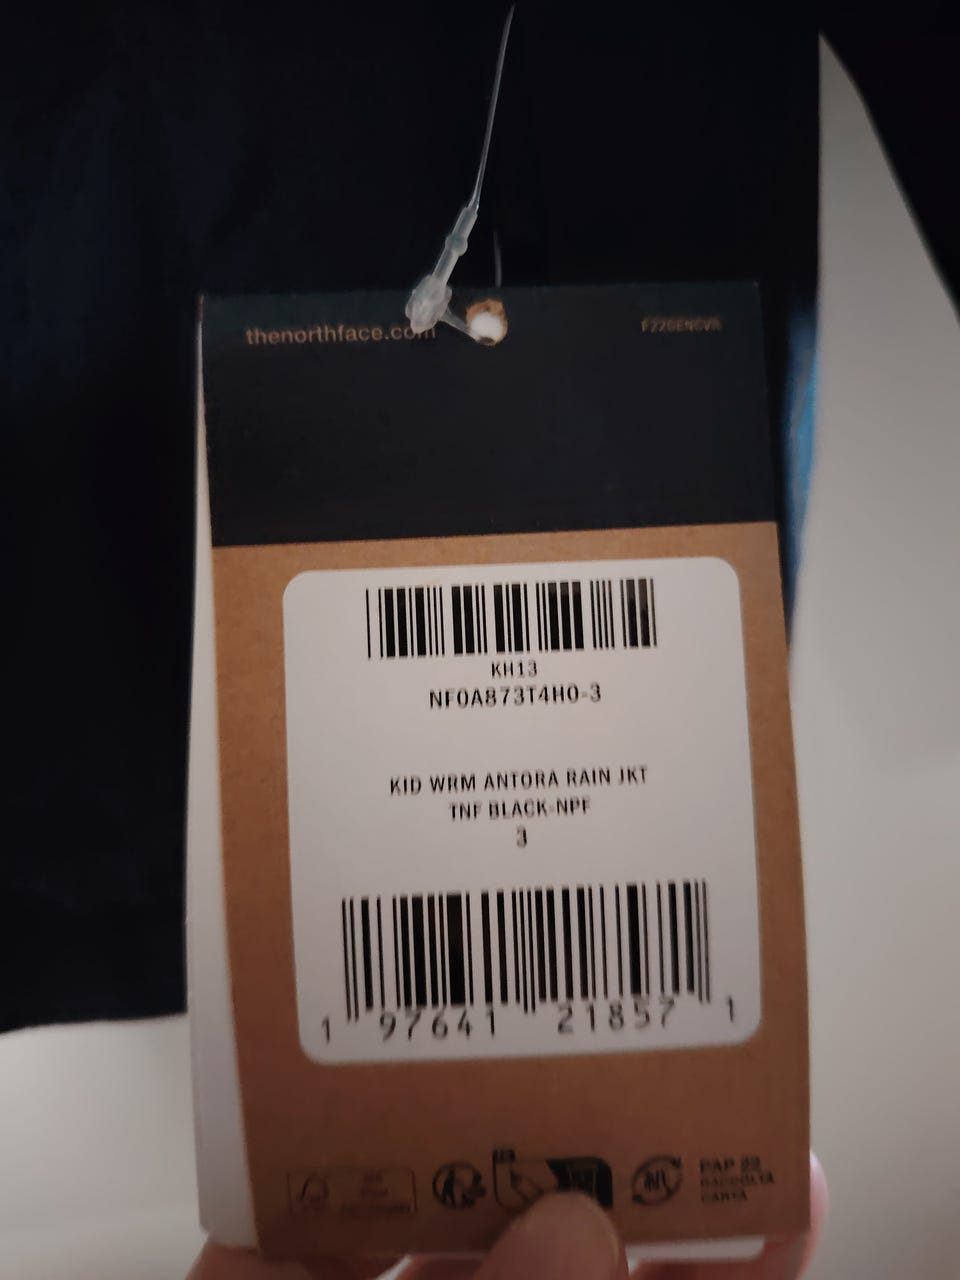 thenorthface.com
KH13
NF0A873T4H0-3
KID WRM ANTORA RAIN JKT
TNF BLACK-NPF
3
1 97641 21857 1
PAP 22
RACCOLTA
CARTA